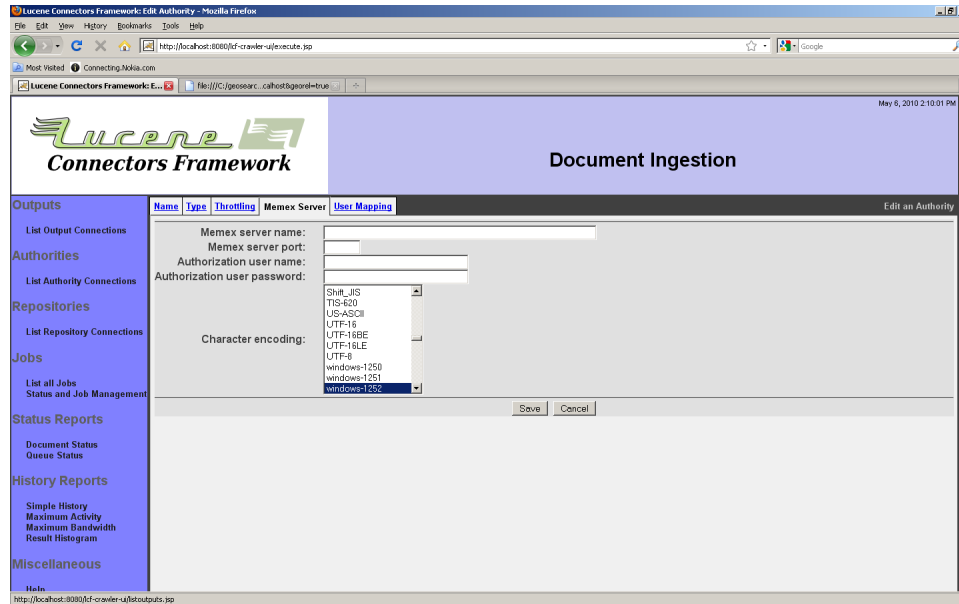 Lucene Connectors Framework: Edit Authority - Mozilla Firefox
File Edit View History Bookmarks Tools Help
http://localhost:8080/lcf-crawler-ui/execute.jsp
Google
Most Visited Connecting.Nokia.com
Lucene Connectors Framework: E...
file:///C:/geosearc...calhost&georel=true
May 6, 2010 2:10:01 PM
Lucene
Connectors Framework
Document Ingestion
Name Type Throttling Memex Server User Mapping
Edit an Authority
Outputs
List Output Connections
Authorities
List Authority Connections
Repositories
List Repository Connections
Jobs
List all Jobs
Status and Job Management
Status Reports
Document Status
Queue Status
History Reports
Simple History
Maximum Activity
Maximum Bandwidth
Result Histogram
Miscellaneous
Help
Memex server name:
Memex server port:
Authorization user name:
Authorization user password:
Character encoding:
Shift_JIS
TIS-620
US-ASCII
UTF-16
UTF-16BE
UTF-16LE
UTF-8
windows-1250
windows-1251
windows-1252
Save Cancel
http://localhost:8080/lcf-crawler-ui/listoutputs.jsp